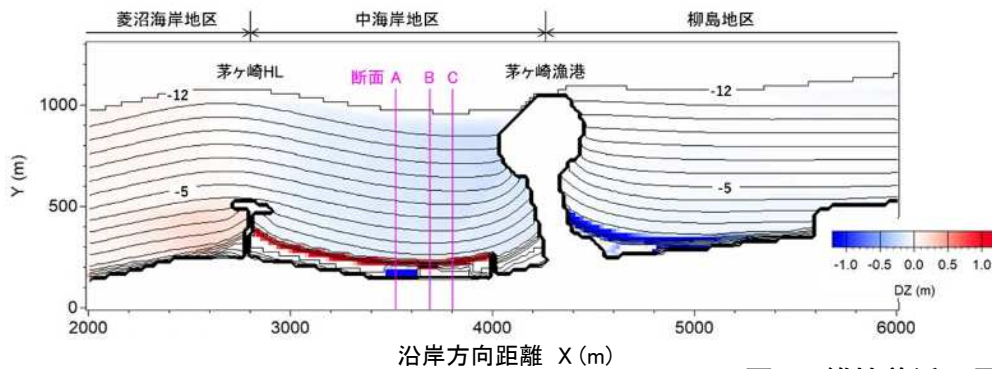 菱沼海岸地区 中海岸地区 柳島地区
茅ヶ崎HL 断面 A B C 茅ヶ崎漁港
-12 -12
1000
Y (m)
-5 -5
500
0
-1.0 -0.5 0.0 0.5 1.0
DZ (m)
2000 3000 4000 5000 6000
沿岸方向距離 X (m)